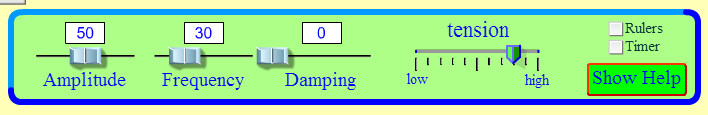 50
30
0
Amplitude
Frequency
Damping
tension
low
high
Rulers
Timer
Show Help